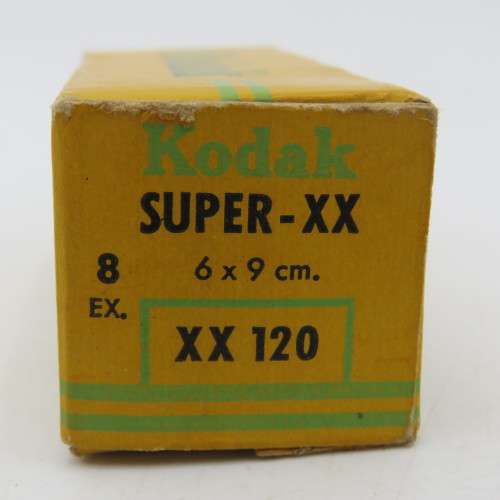 Kodak
SUPER-XX
8 EX.
6 x 9 cm.
XX 120